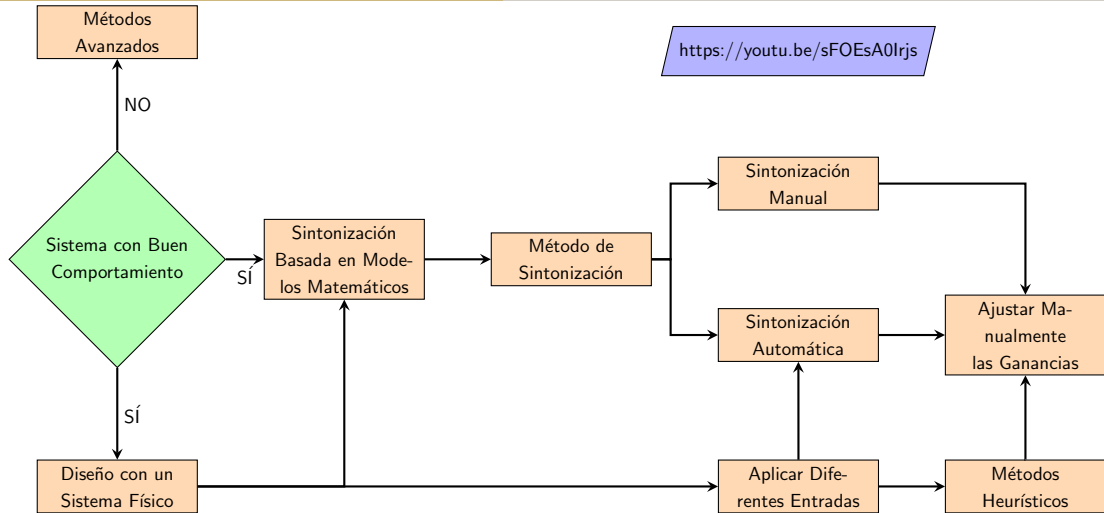 Métodos
Avanzados
https://youtu.be/sFOEsA0Irjs
NO
Sintonización
Manual
Sistema con Buen
Comportamiento
SÍ
Sintonización
Basada en Mode-
los Matemáticos
Método de
Sintonización
Sintonización
Automática
Ajustar Ma-
nualmente
las Ganancias
SÍ
Diseño con un
Sistema Físico
Aplicar Dife-
rentes Entradas
Métodos
Heurísticos